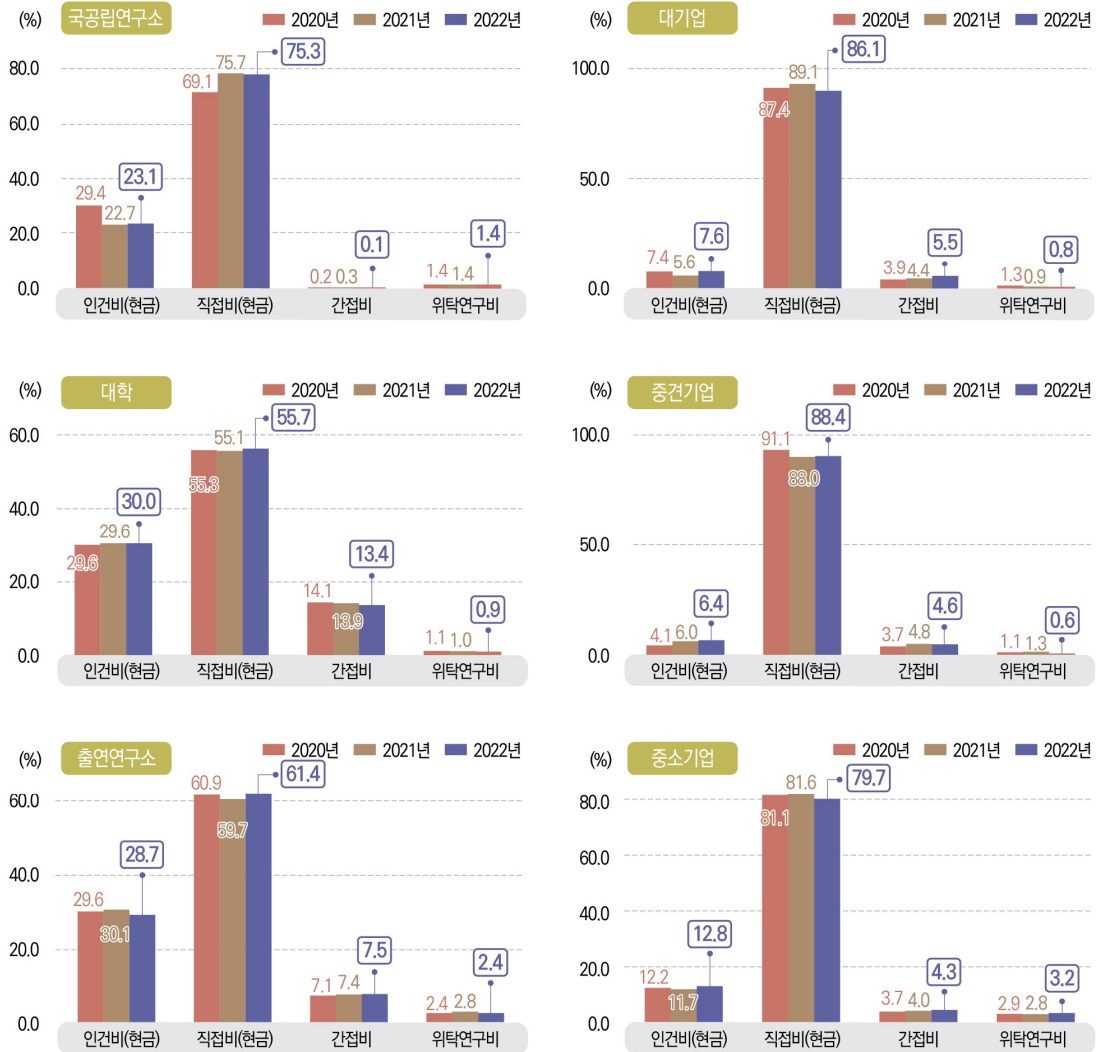 (%) 국공립연구소 2020년 2021년 2022년
80.0
60.0
40.0
20.0
0.0
29.4 22.7 23.1
69.1 75.7 75.3
0.2 0.3 0.1
1.4 1.4 1.4
인건비(현금) 직접비(현금) 간접비 위탁연구비
(%) 대기업 2020년 2021년 2022년
100.0
50.0
0.0
7.4 5.6 7.6
87.4 89.1 86.1
3.9 4.4 5.5
1.3 0.9 0.8
인건비(현금) 직접비(현금) 간접비 위탁연구비
(%) 대학 2020년 2021년 2022년
60.0
40.0
20.0
0.0
29.6 29.6 30.0
55.3 55.1 55.7
14.1 13.9 13.4
1.1 1.0 0.9
인건비(현금) 직접비(현금) 간접비 위탁연구비
(%) 중견기업 2020년 2021년 2022년
100.0
50.0
0.0
4.1 6.0 6.4
91.1 88.0 88.4
3.7 4.8 4.6
1.1 1.3 0.6
인건비(현금) 직접비(현금) 간접비 위탁연구비
(%) 출연연구소 2020년 2021년 2022년
60.0
40.0
20.0
0.0
29.6 30.1 28.7
60.9 59.7 61.4
7.1 7.4 7.5
2.4 2.8 2.4
인건비(현금) 직접비(현금) 간접비 위탁연구비
(%) 중소기업 2020년 2021년 2022년
80.0
60.0
40.0
20.0
0.0
12.2 11.7 12.8
81.1 81.6 79.7
3.7 4.0 4.3
2.9 2.8 3.2
인건비(현금) 직접비(현금) 간접비 위탁연구비